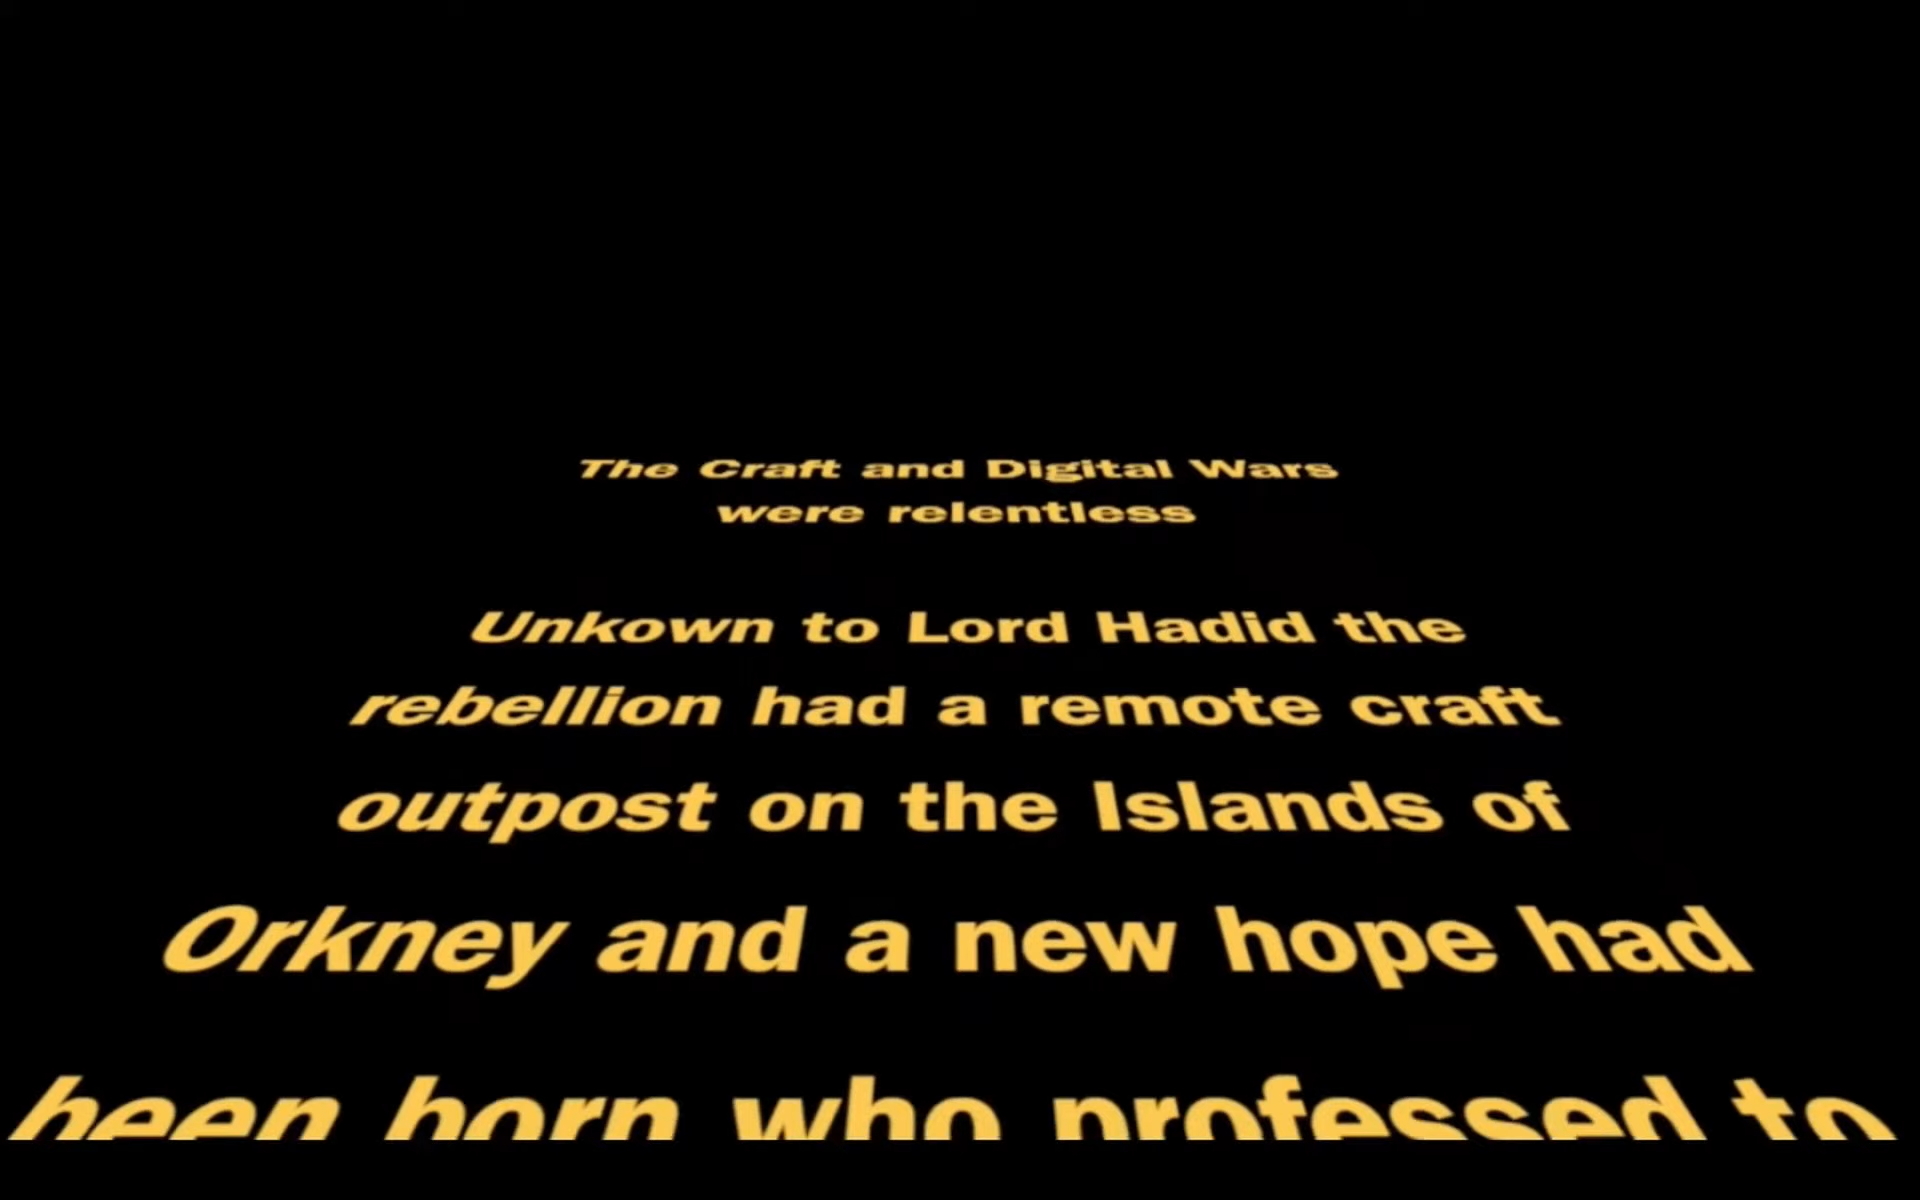 The Craft and Digital Wars
were relentless
Unkown to Lord Hadid the
rebellion had a remote craft
outpost on the Islands of
Orkney and a new hope had
been born who professed to